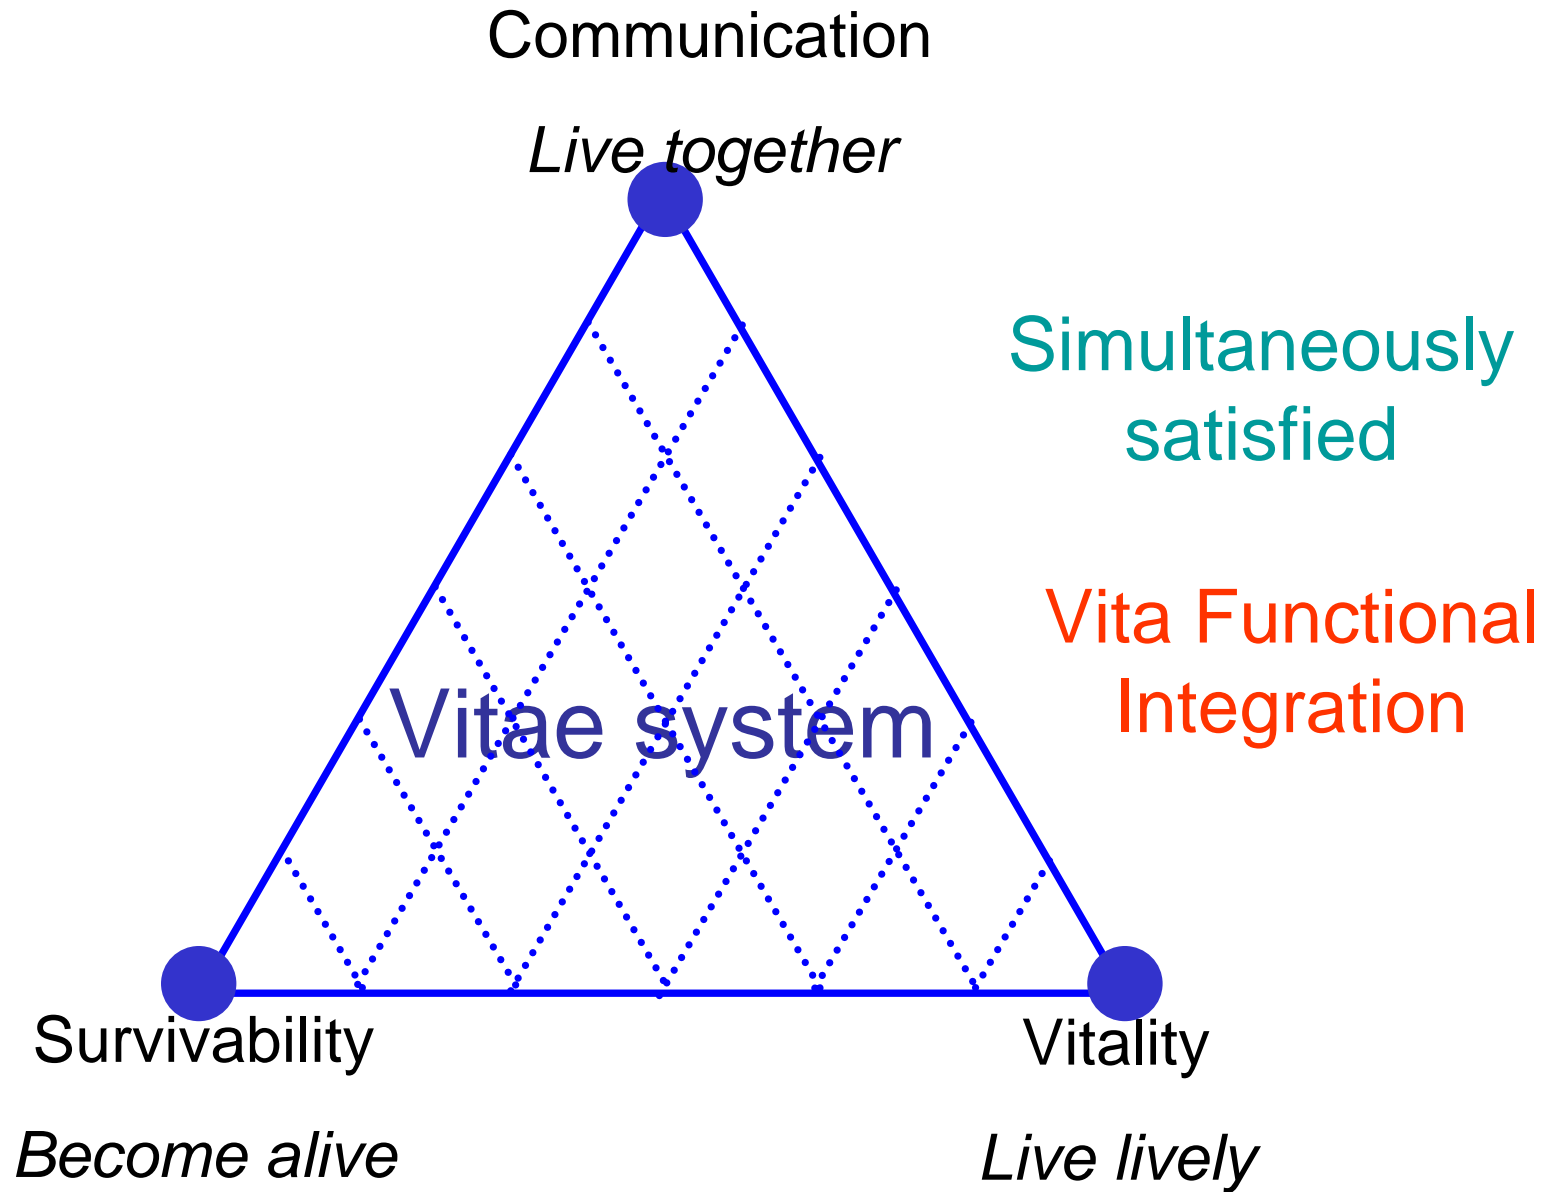 Communication
Live together
Simultaneously
satisfied
Vita Functional
Integration
Vitae system
Survivability
Vitality
Become alive
Live lively